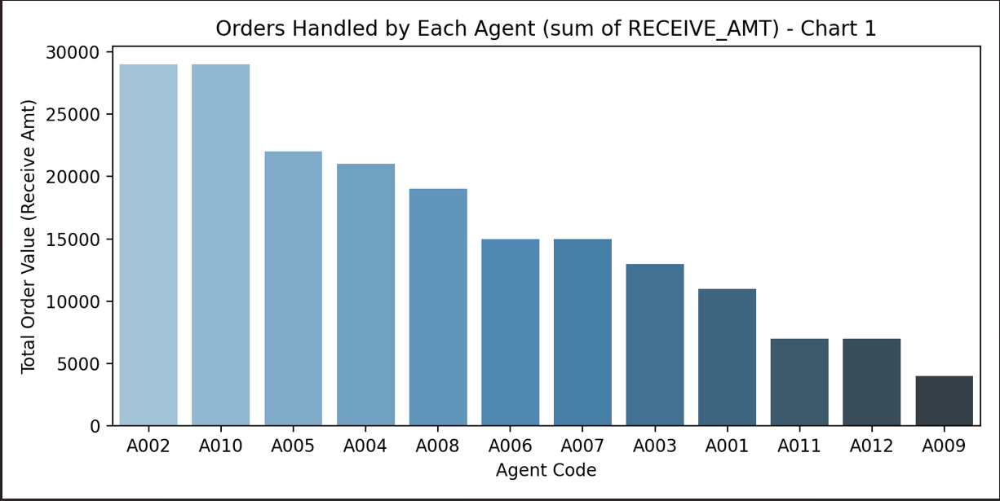 Orders Handled by Each Agent (sum of RECEIVE_AMT) - Chart 1
Total Order Value (Receive Amt)
30000
25000
20000
15000
10000
5000
0
A002 A010 A005 A004 A008 A006 A007 A003 A001 A011 A012 A009
Agent Code